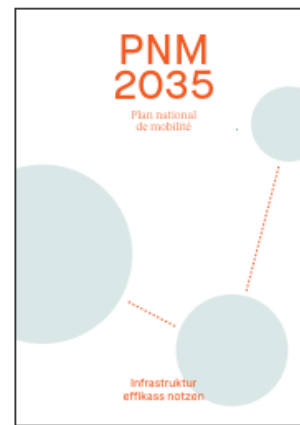 PNM
2035
Plan national
de mobilité
Infrastruktur
effikass notzen